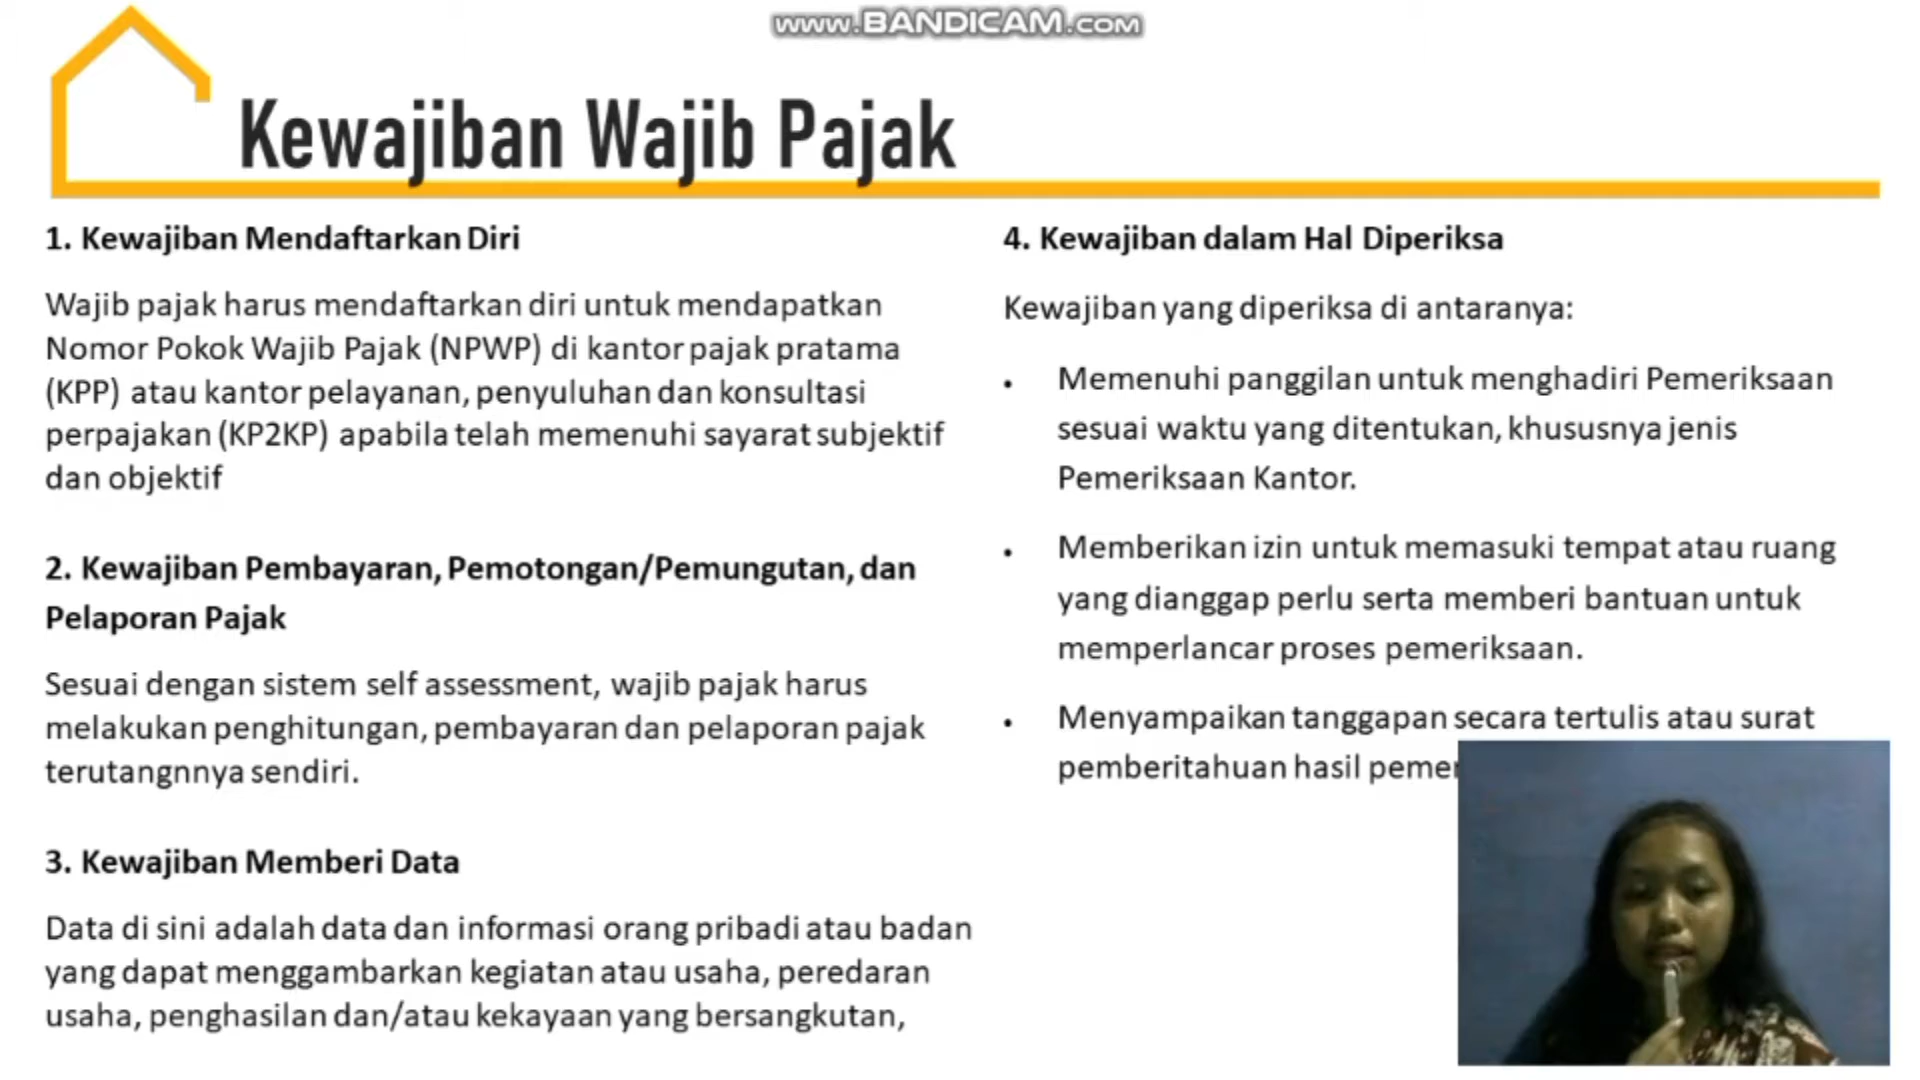 www.BANDICAM.com
Kewajiban Wajib Pajak
1. Kewajiban Mendaftarkan Diri
Wajib pajak harus mendaftarkan diri untuk mendapatkan
Nomor Pokok Wajib Pajak (NPWP) di kantor pajak pratama
(KPP) atau kantor pelayanan, penyuluhan dan konsultasi
perpajakan (KP2KP) apabila telah memenuhi sayarat subjektif
dan objektif
2. Kewajiban Pembayaran, Pemotongan/Pemungutan, dan
Pelaporan Pajak
Sesuai dengan sistem self assessment, wajib pajak harus
melakukan penghitungan, pembayaran dan pelaporan pajak
terutangnnya sendiri.
3. Kewajiban Memberi Data
Data di sini adalah data dan informasi orang pribadi atau badan
yang dapat menggambarkan kegiatan atau usaha, peredaran
usaha, penghasilan dan/atau kekayaan yang bersangkutan,
4. Kewajiban dalam Hal Diperiksa
Kewajiban yang diperiksa di antaranya:
• Memenuhi panggilan untuk menghadiri Pemeriksaan
sesuai waktu yang ditentukan, khususnya jenis
Pemeriksaan Kantor.
• Memberikan izin untuk memasuki tempat atau ruang
yang dianggap perlu serta memberi bantuan untuk
memperlancar proses pemeriksaan.
• Menyampaikan tanggapan secara tertulis atau surat
pemberitahuan hasil